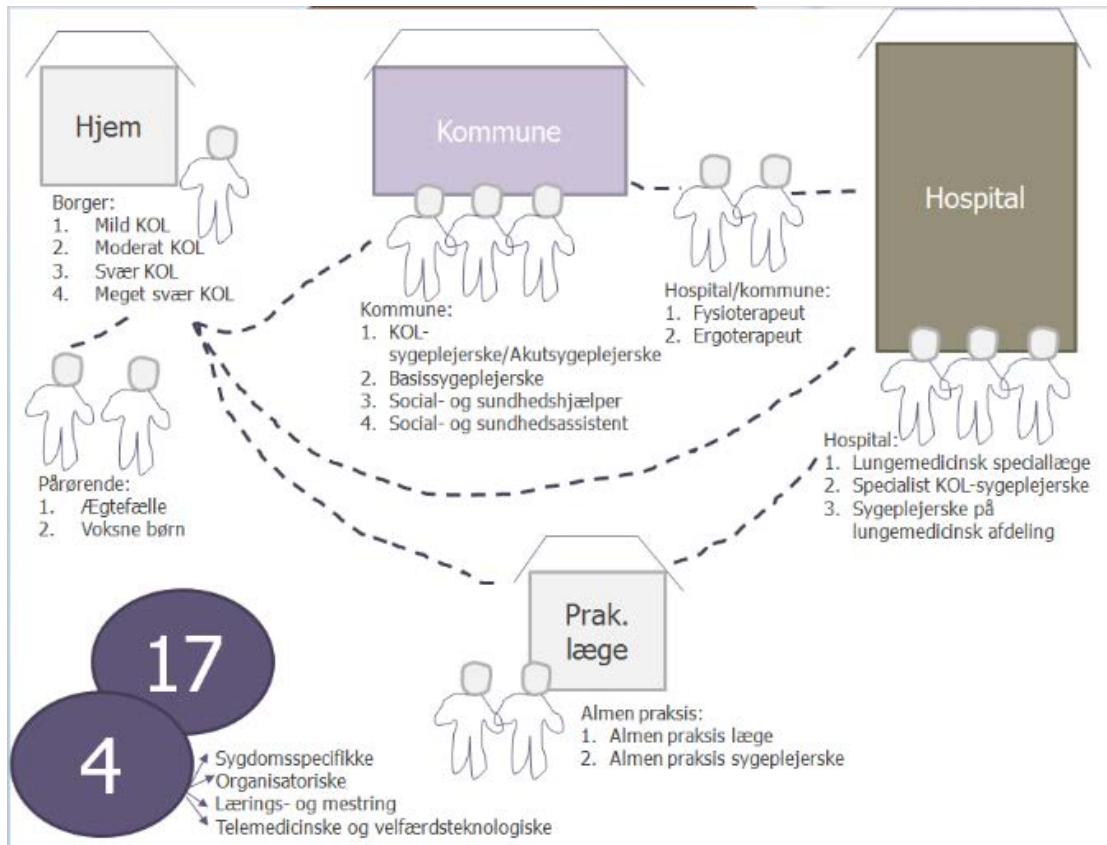 Hjem
Borger:
1. Mild KOL
2. Moderat KOL
3. Svær KOL
4. Meget svær KOL
Pårørende:
1. Ægtefælle
2. Voksne børn
Kommune
Kommune:
1. KOL-
sygeplejerske/Akutsygeplejerske
2. Basissygeplejerske
3. Social- og sundhedshjælper
4. Social- og sundhedsassistent
Hospital/kommune:
1. Fysioterapeut
2. Ergoterapeut
Hospital
Hospital:
1. Lungemedicinsk speciallæge
2. Specialist KOL-sygeplejerske
3. Sygeplejerske på
lungemedicinsk afdeling
Prak.
læge
Almen praksis:
1. Almen praksis læge
2. Almen praksis sygeplejerske
17
4
Sygdomsspecifikke
Organisatoriske
Lærings- og mestring
Telemedicinske og velfærdsteknologiske